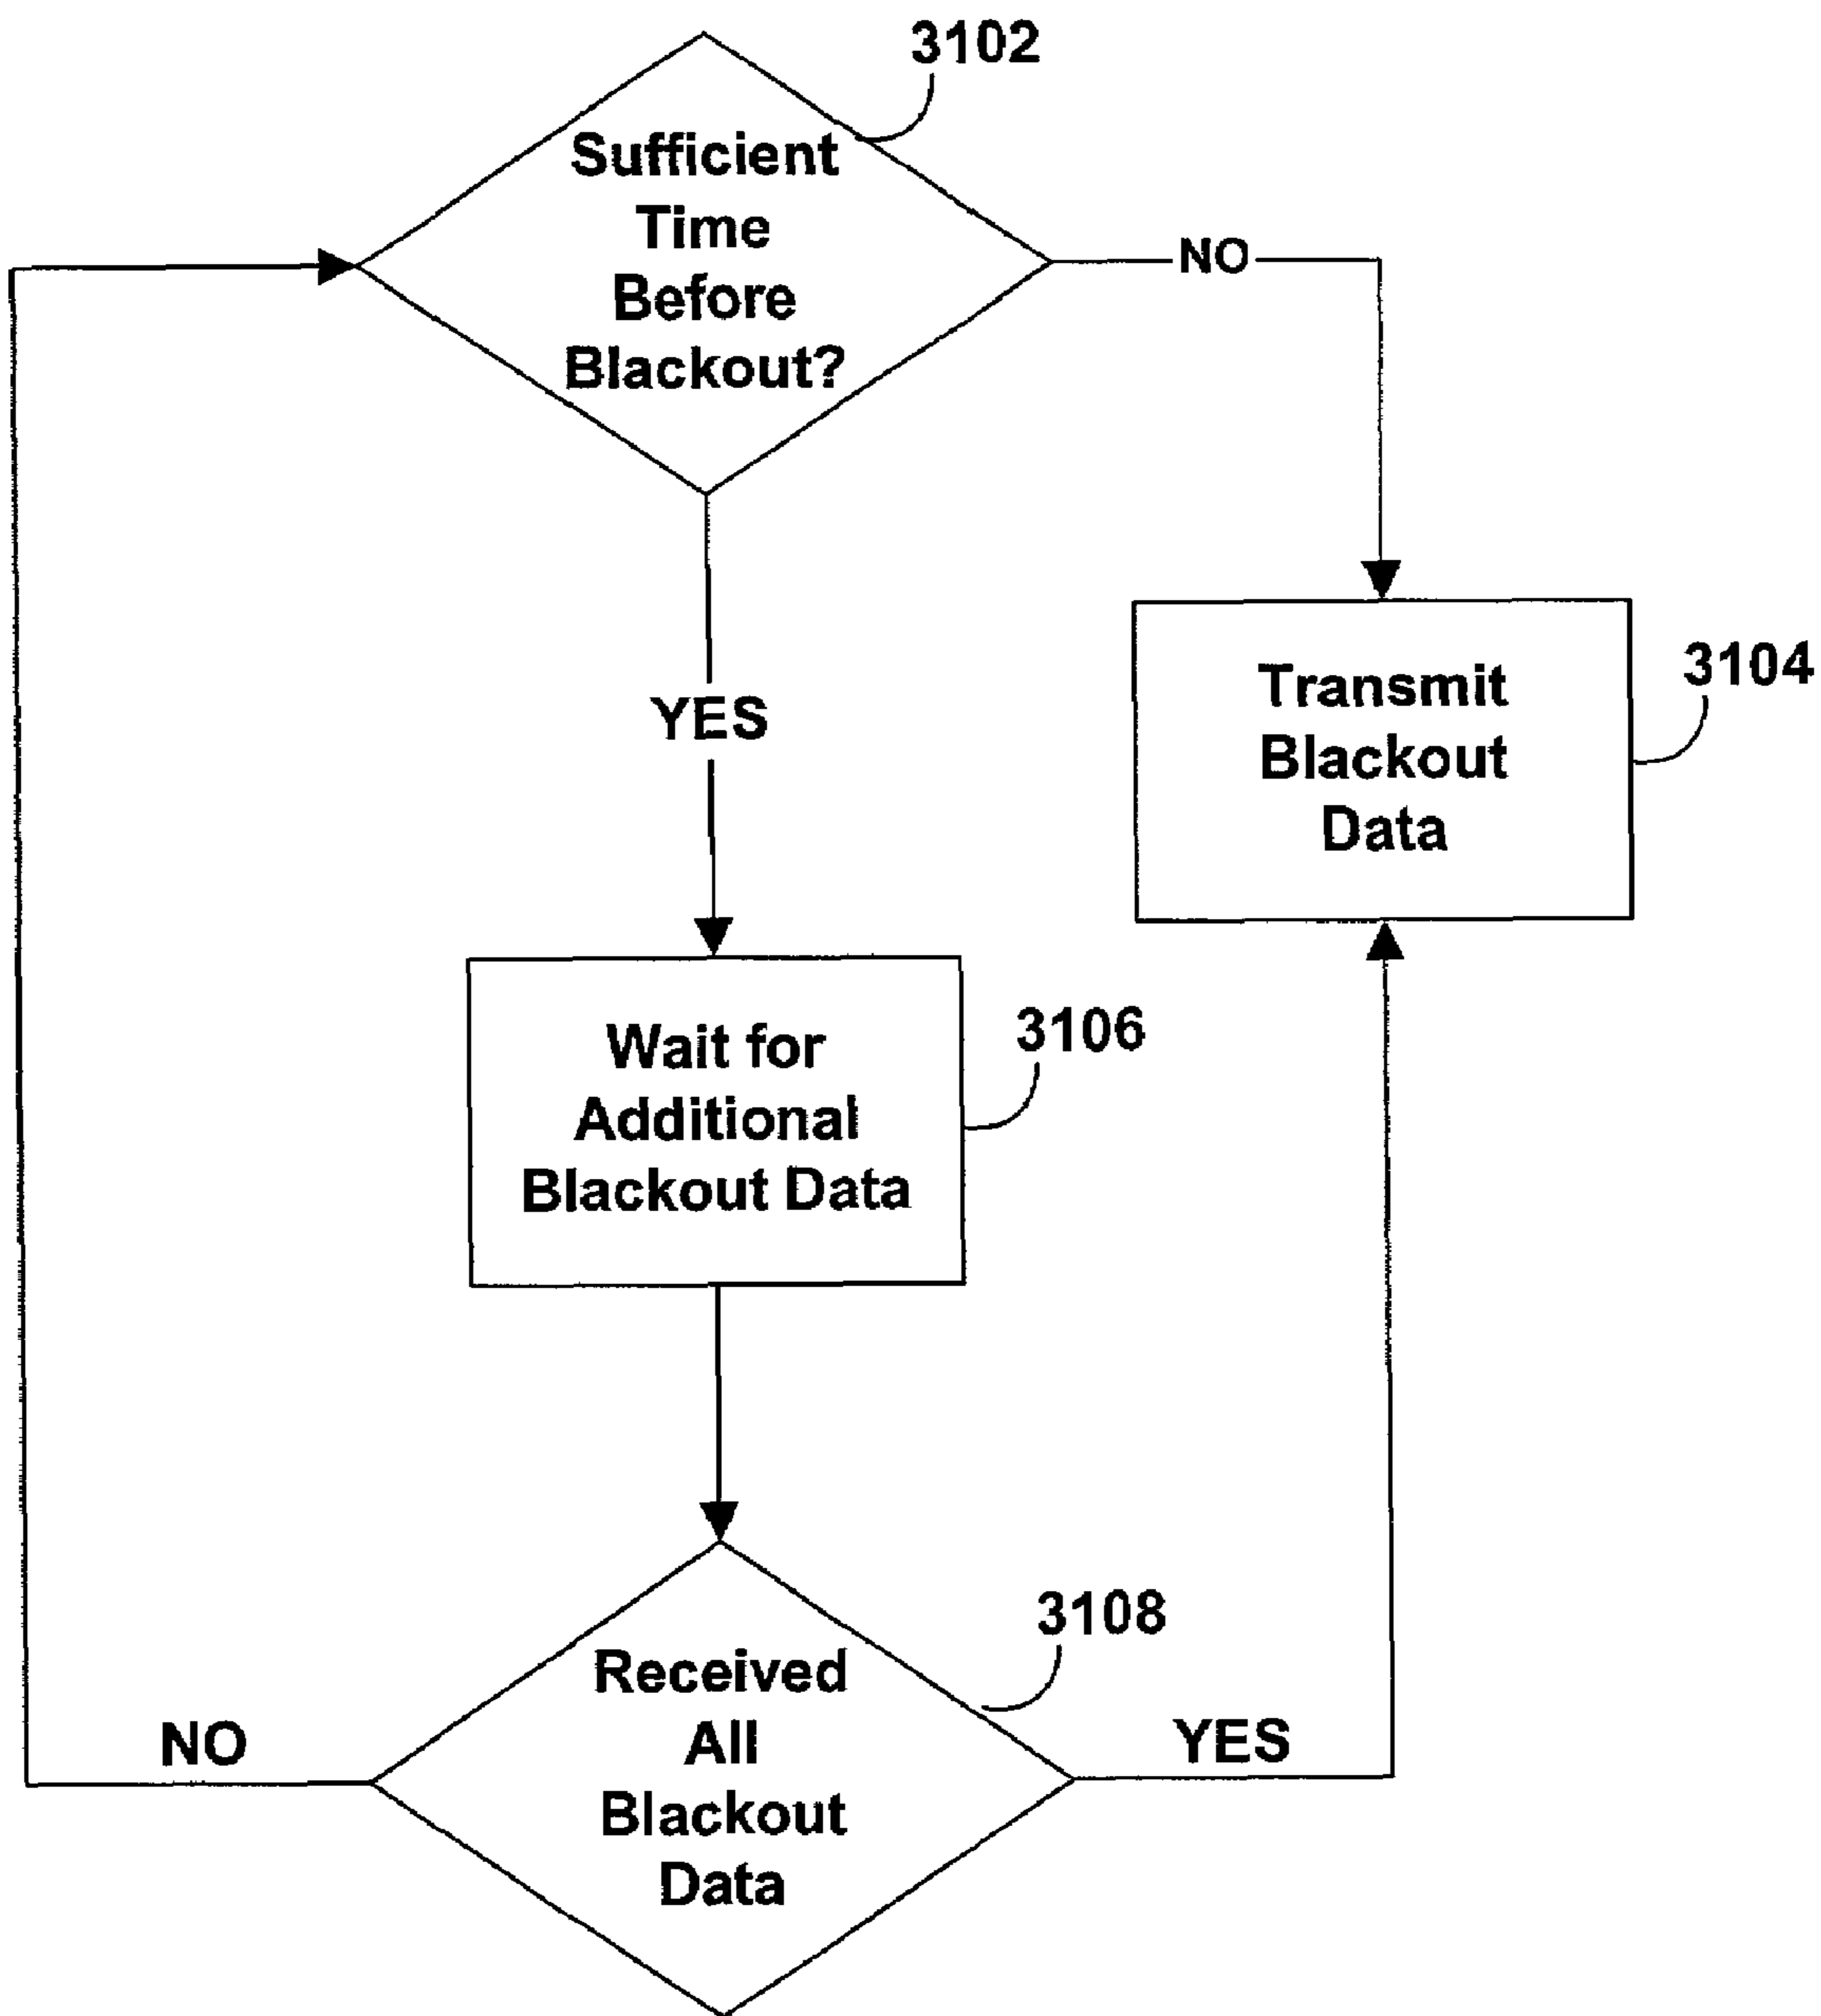 3102
Sufficient
Time
Before
Blackout?
NO
YES
Transmit
Blackout
Data
3104
Wait for
Additional
Blackout Data
3106
Received
All
Blackout
Data
3108
NO
YES